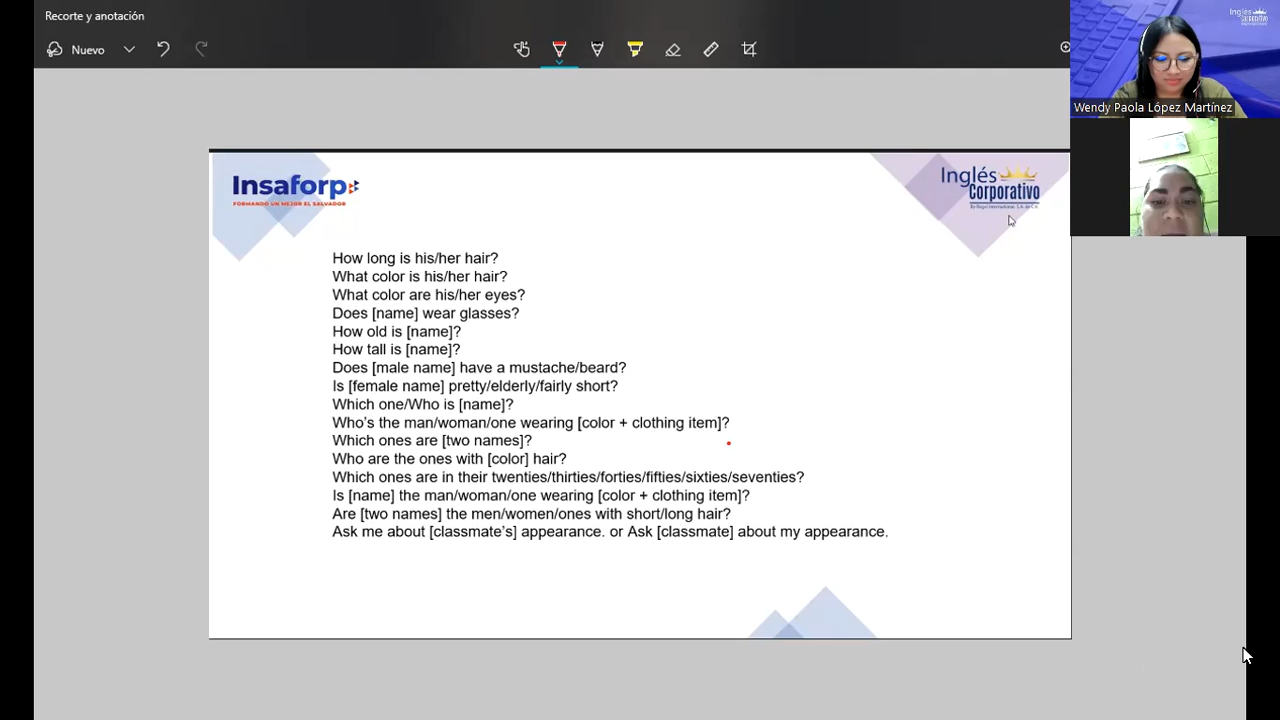 Recorte y anotación
Nuevo
Inglés
Corporativo
Wendy Paola López Martínez
Insaforp
FORMANDO UN MEJOR EL SALVADOR
Inglés
Corporativo
How long is his/her hair?
What color is his/her hair?
What color are his/her eyes?
Does [name] wear glasses?
How old is [name]?
How tall is [name]?
Does [male name] have a mustache/beard?
Is [female name] pretty/elderly/fairly short?
Which one/Who is [name]?
Who's the man/woman/one wearing [color + clothing item]?
Which ones are [two names]?
Who are the ones with [color] hair?
Which ones are in their twenties/thirties/forties/fifties/sixties/seventies?
Is [name] the man/woman/one wearing [color + clothing item]?
Are [two names] the men/women/ones with short/long hair?
Ask me about [classmate's] appearance. or Ask [classmate] about my appearance.